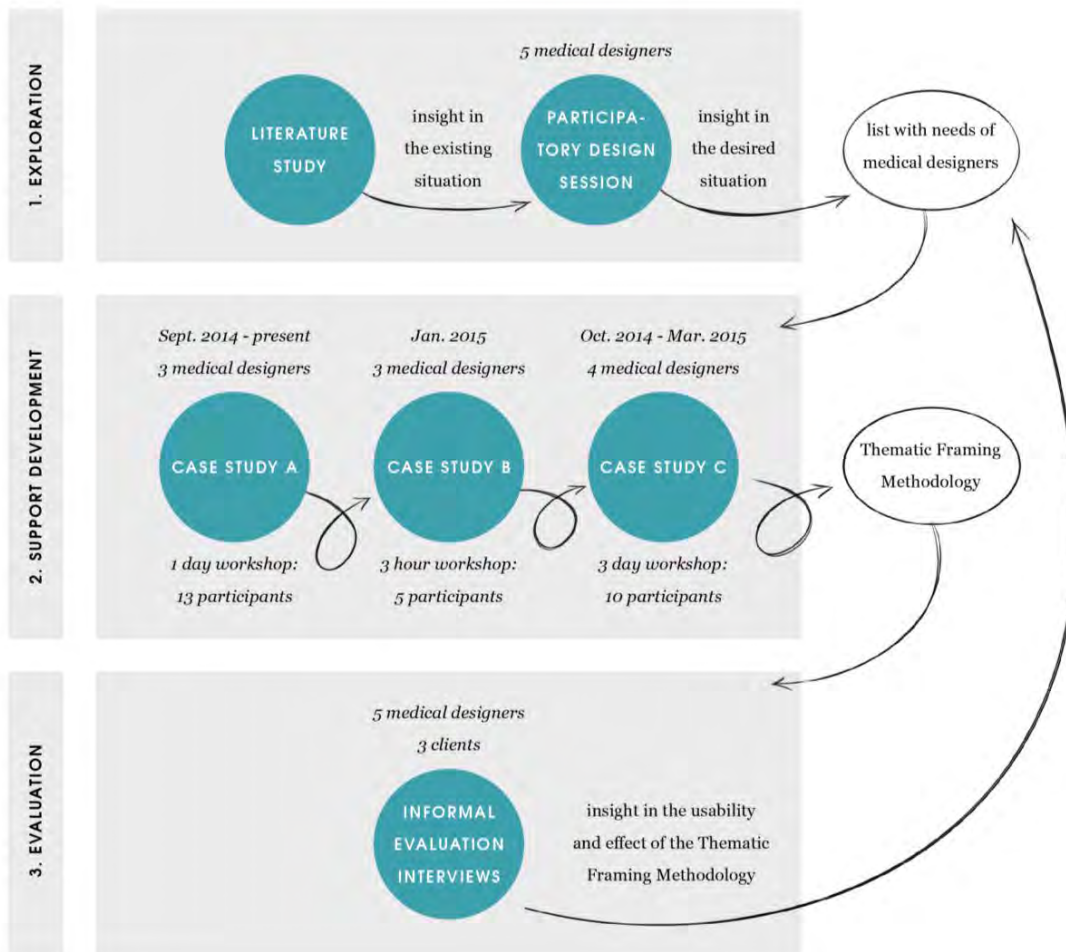 1. EXPLORATION
5 medical designers
LITERATURE
STUDY
insight in
the existing
situation
PARTICIPA-
TORY DESIGN
SESSION
insight in
the desired
situation
list with needs of
medical designers
2. SUPPORT DEVELOPMENT
Sept. 2014 - present
3 medical designers
CASE STUDY A
1 day workshop:
13 participants
Jan. 2015
3 medical designers
CASE STUDY B
3 hour workshop:
5 participants
Oct. 2014 - Mar. 2015
4 medical designers
CASE STUDY C
3 day workshop:
10 participants
Thematic Framing
Methodology
3. EVALUATION
5 medical designers
3 clients
INFORMAL
EVALUATION
INTERVIEWS
insight in the usability
and effect of the Thematic
Framing Methodology